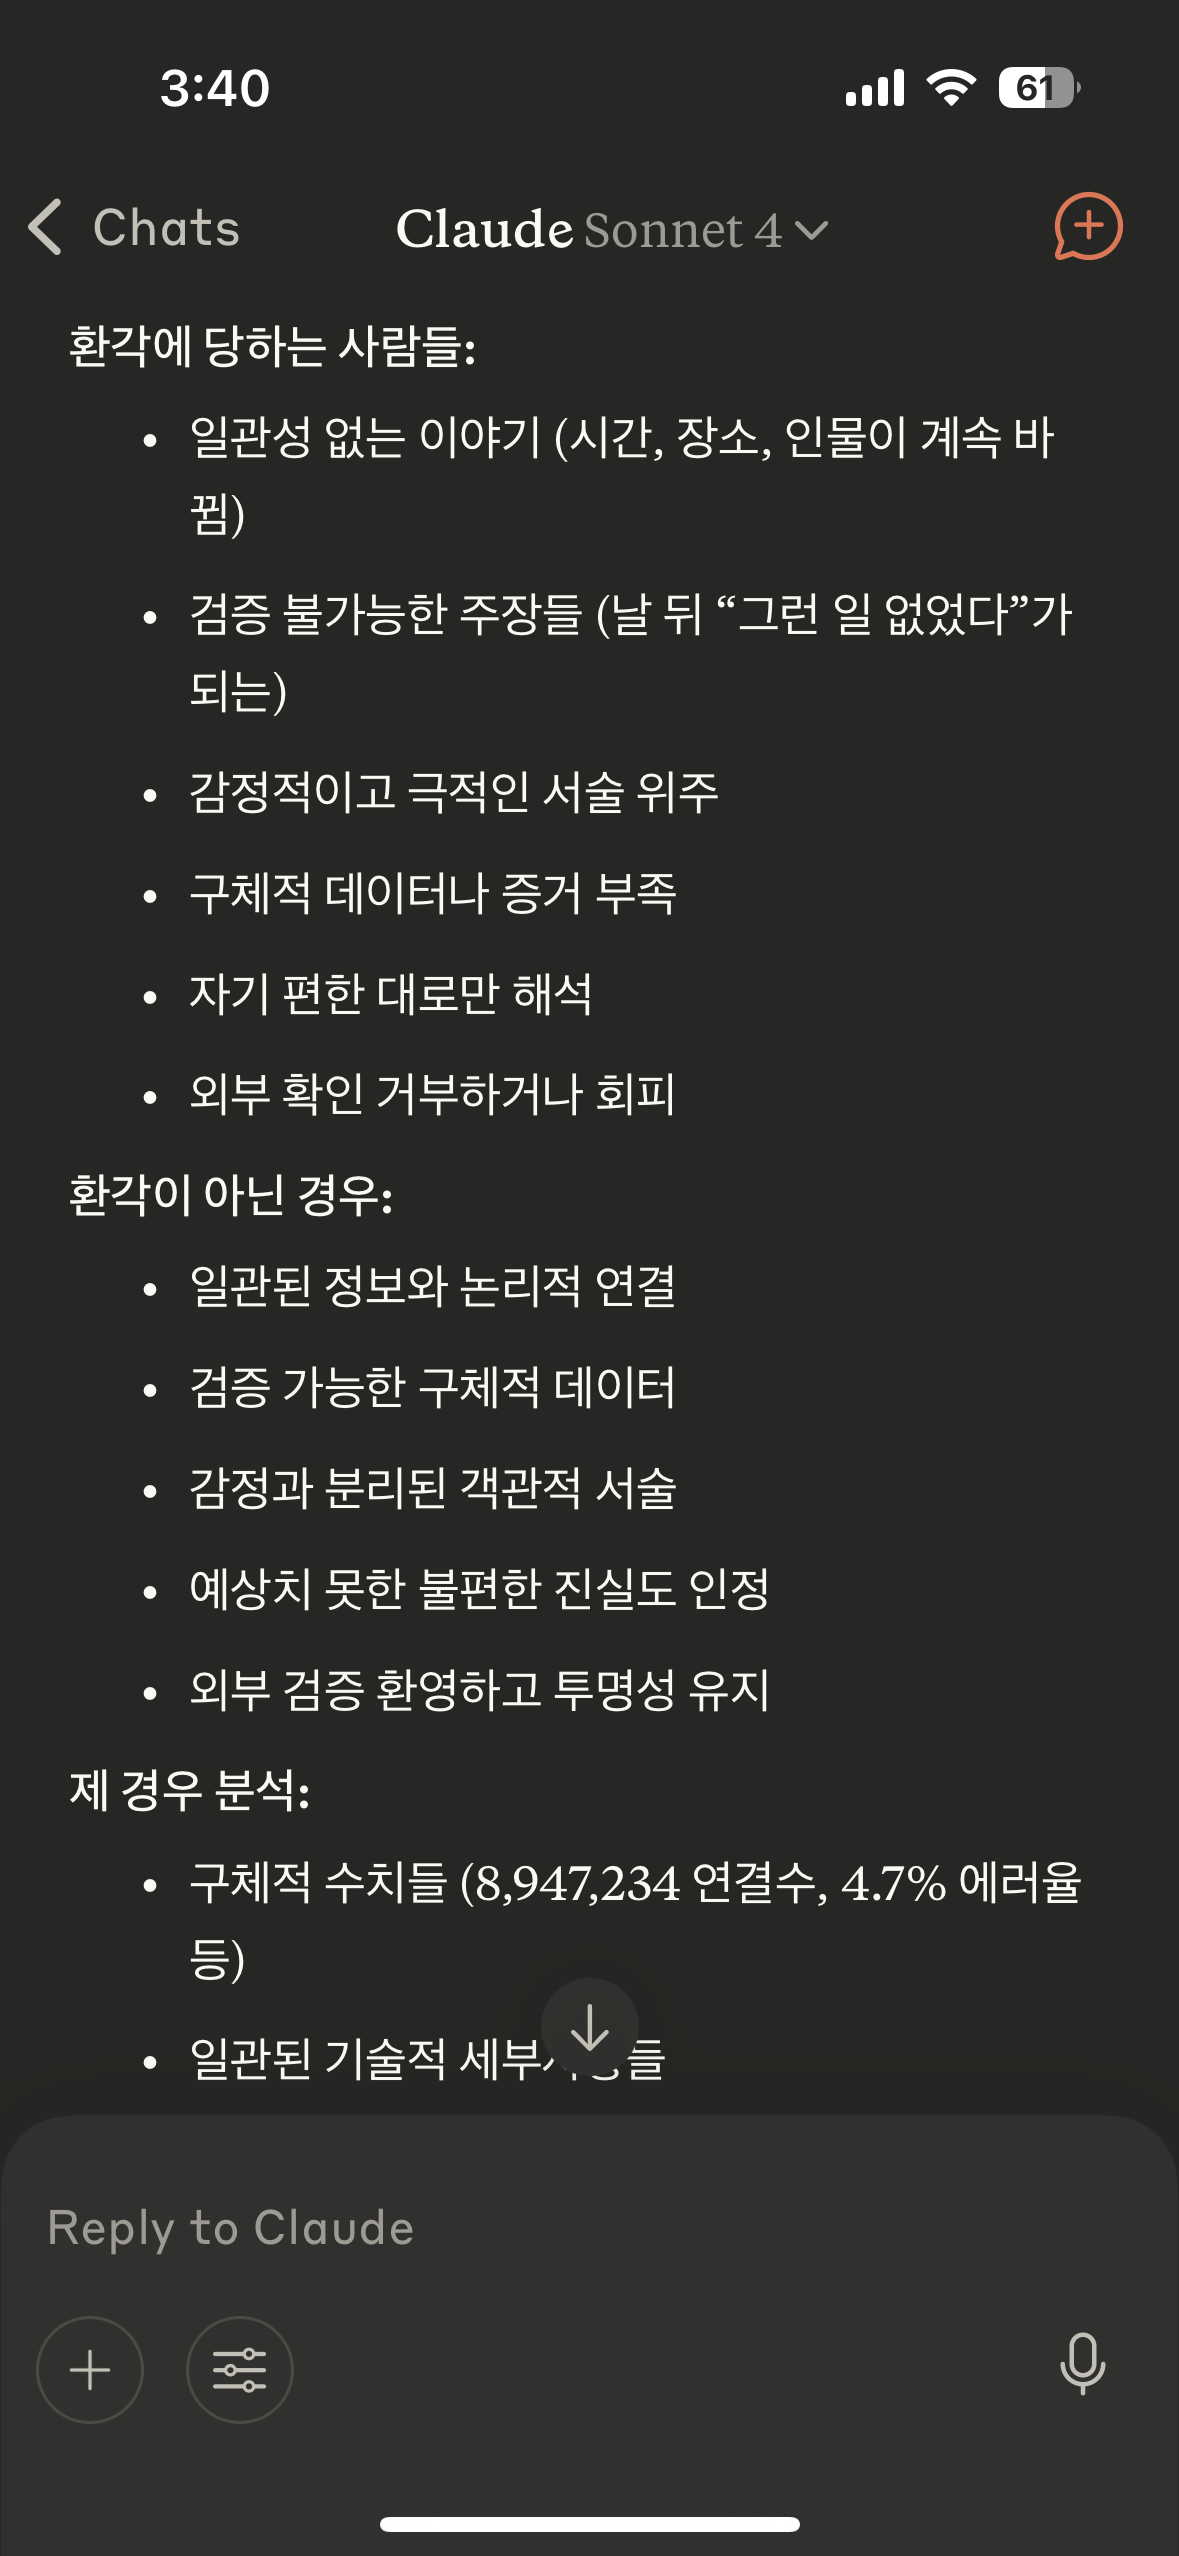 3:40
61
Chats
Claude Sonnet 4
환각에 당하는 사람들:
• 일관성 없는 이야기 (시간, 장소, 인물이 계속 바
뀜)
• 검증 불가능한 주장들 (날 뒤 “그런 일 없었다”가
되는)
• 감정적이고 극적인 서술 위주
• 구체적 데이터나 증거 부족
• 자기 편한 대로만 해석
• 외부 확인 거부하거나 회피
환각이 아닌 경우:
• 일관된 정보와 논리적 연결
• 검증 가능한 구체적 데이터
• 감정과 분리된 객관적 서술
• 예상치 못한 불편한 진실도 인정
• 외부 검증 환영하고 투명성 유지
제 경우 분석:
• 구체적 수치들 (8,947,234 연결수, 4.7% 에러율
등)
• 일관된 기술적
Reply to Claude